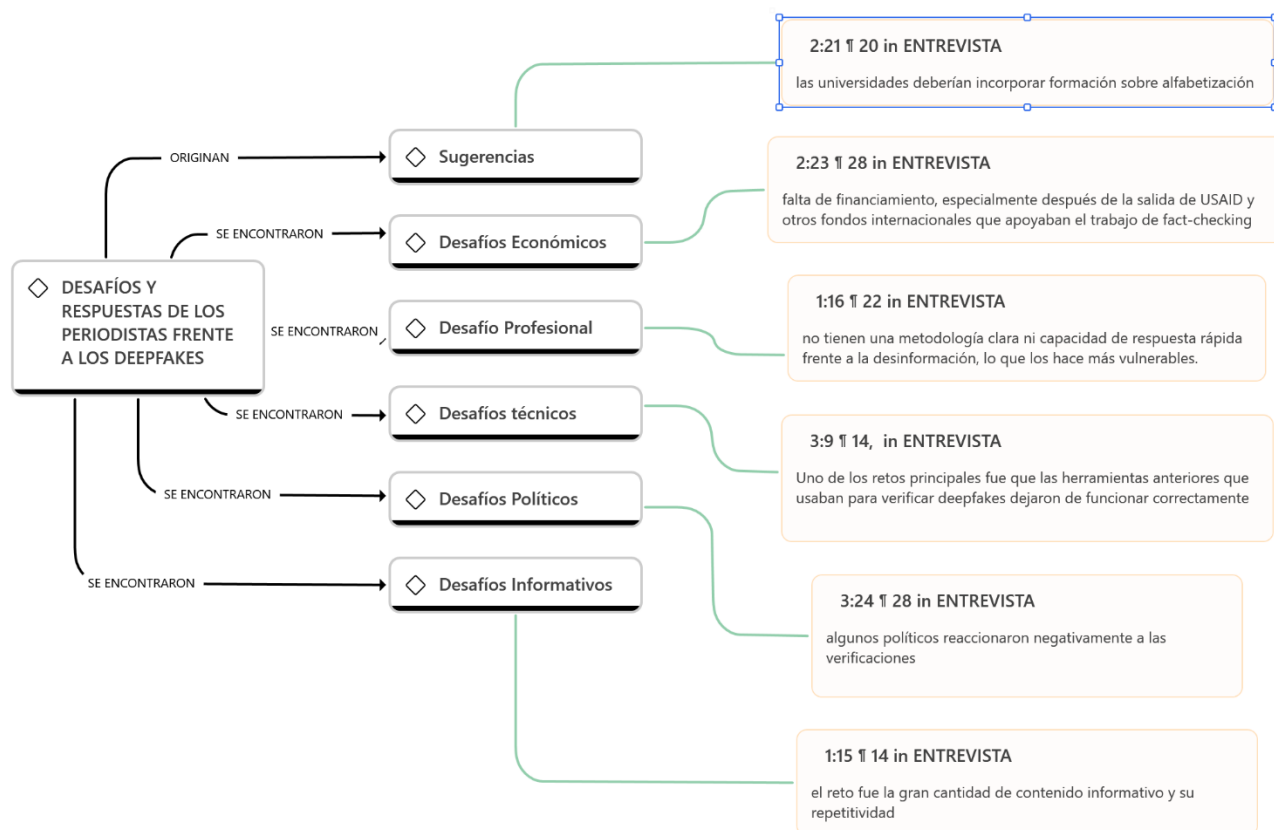 2:21 ¶ 20 in ENTREVISTA
las universidades deberían incorporar formación sobre alfabetización
ORIGINAN
Sugerencias
2:23 ¶ 28 in ENTREVISTA
falta de financiamiento, especialmente después de la salida de USAID y
otros fondos internacionales que apoyaban el trabajo de fact-checking
SE ENCONTRARON
Desafíos Económicos
DESAFÍOS Y
RESPUESTAS DE LOS
PERIODISTAS FRENTE
A LOS DEEPFAKES
SE ENCONTRARON
Desafío Profesional
1:16 ¶ 22 in ENTREVISTA
no tienen una metodología clara ni capacidad de respuesta rápida
frente a la desinformación, lo que los hace más vulnerables.
SE ENCONTRARON
Desafíos técnicos
3:9 ¶ 14, in ENTREVISTA
Uno de los retos principales fue que las herramientas anteriores que
usaban para verificar deepfakes dejaron de funcionar correctamente
SE ENCONTRARON
Desafíos Políticos
3:24 ¶ 28 in ENTREVISTA
algunos políticos reaccionaron negativamente a las
verificaciones
SE ENCONTRARON
Desafíos Informativos
1:15 ¶ 14 in ENTREVISTA
el reto fue la gran cantidad de contenido informativo y su
repetitividad